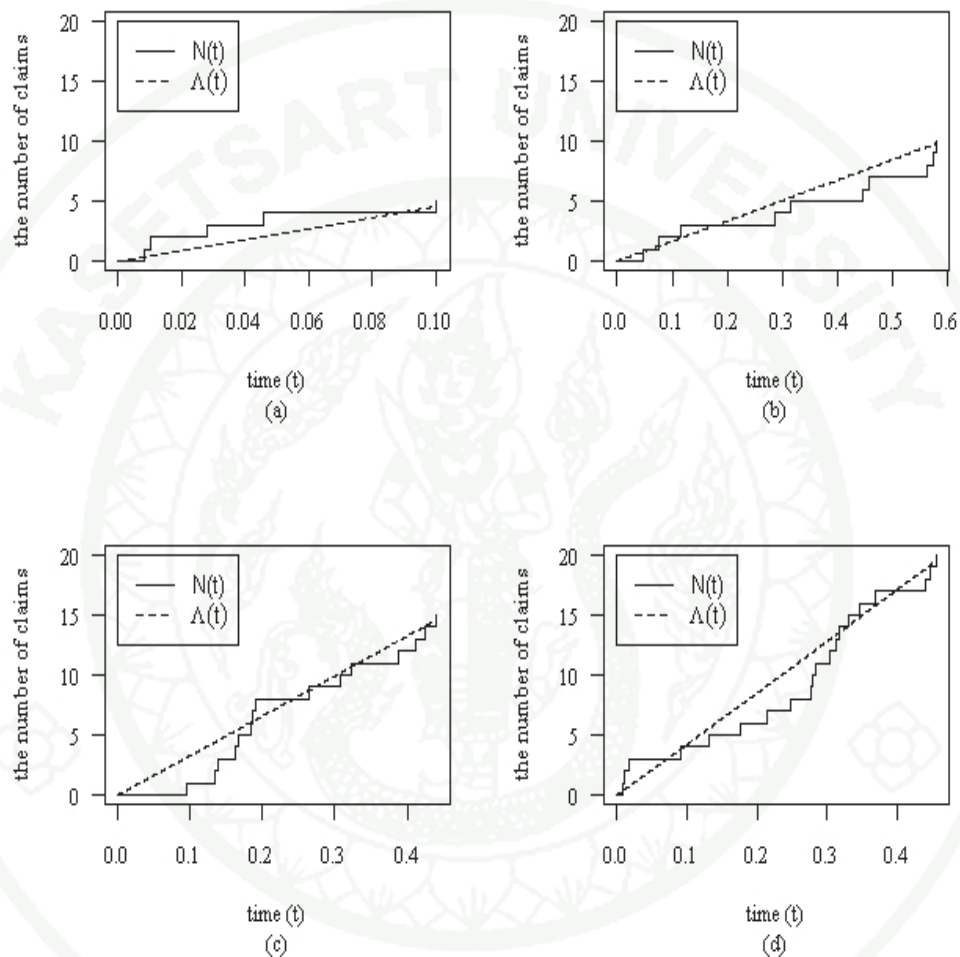 KASETSART UNIVERSITY
the number of claims
20
15
10
5
0
N(t)
Λ(t)
0.00 0.02 0.04 0.06 0.08 0.10
time (t)
(a)
the number of claims
20
15
10
5
0
N(t)
Λ(t)
0.0 0.1 0.2 0.3 0.4 0.5 0.6
time (t)
(b)
the number of claims
20
15
10
5
0
N(t)
Λ(t)
0.0 0.1 0.2 0.3 0.4
time (t)
(c)
the number of claims
20
15
10
5
0
N(t)
Λ(t)
0.0 0.1 0.2 0.3 0.4
time (t)
(d)